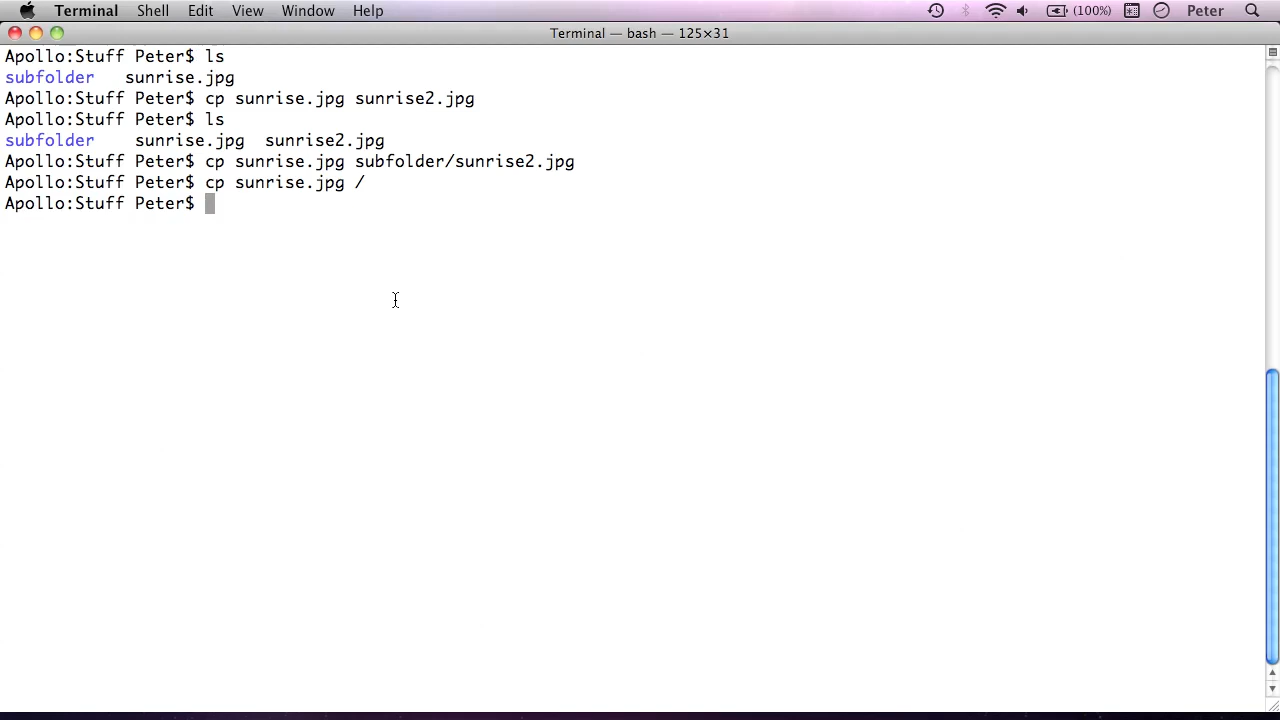 Terminal Shell Edit View Window Help (100%) Peter
Terminal — bash — 125×31
Apollo:Stuff Peter$ ls
subfolder sunrise.jpg
Apollo:Stuff Peter$ cp sunrise.jpg sunrise2.jpg
Apollo:Stuff Peter$ ls
subfolder sunrise.jpg sunrise2.jpg
Apollo:Stuff Peter$ cp sunrise.jpg subfolder/sunrise2.jpg
Apollo:Stuff Peter$ cp sunrise.jpg /
Apollo:Stuff Peter$